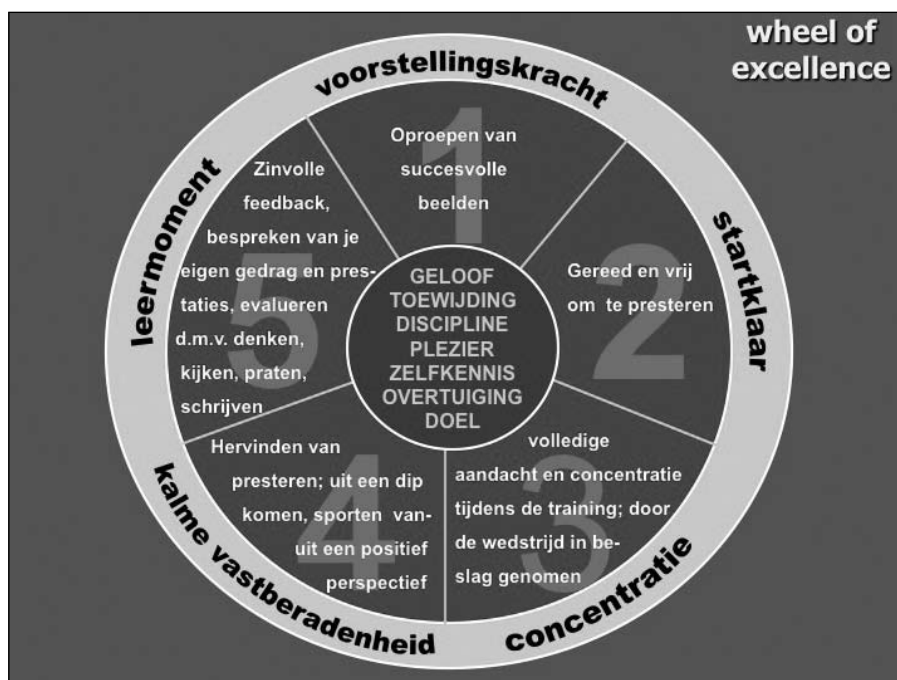 wheel of
excellence
voorstellingskracht
1
Oproepen van
succesvolle
beelden
startklaar
2
Gereed en vrij
om te presteren
concentratie
3
volledige
aandacht en concentratie
tijdens de training; door
de wedstrijd in be-
slag genomen
kalme vastberadenheid
4
Hervinden van
presteren; uit een dip
komen, sporten van-
uit een positief
perspectief
leermoment
5
Zinvolle
feedback,
bespreken van je
eigen gedrag en pres-
taties, evalueren
d.m.v. denken,
kijken, praten,
schrijven
GELOOF
TOEWIJDING
DISCIPLINE
PLEZIER
ZELFKENNIS
OVERTUIGING
DOEL